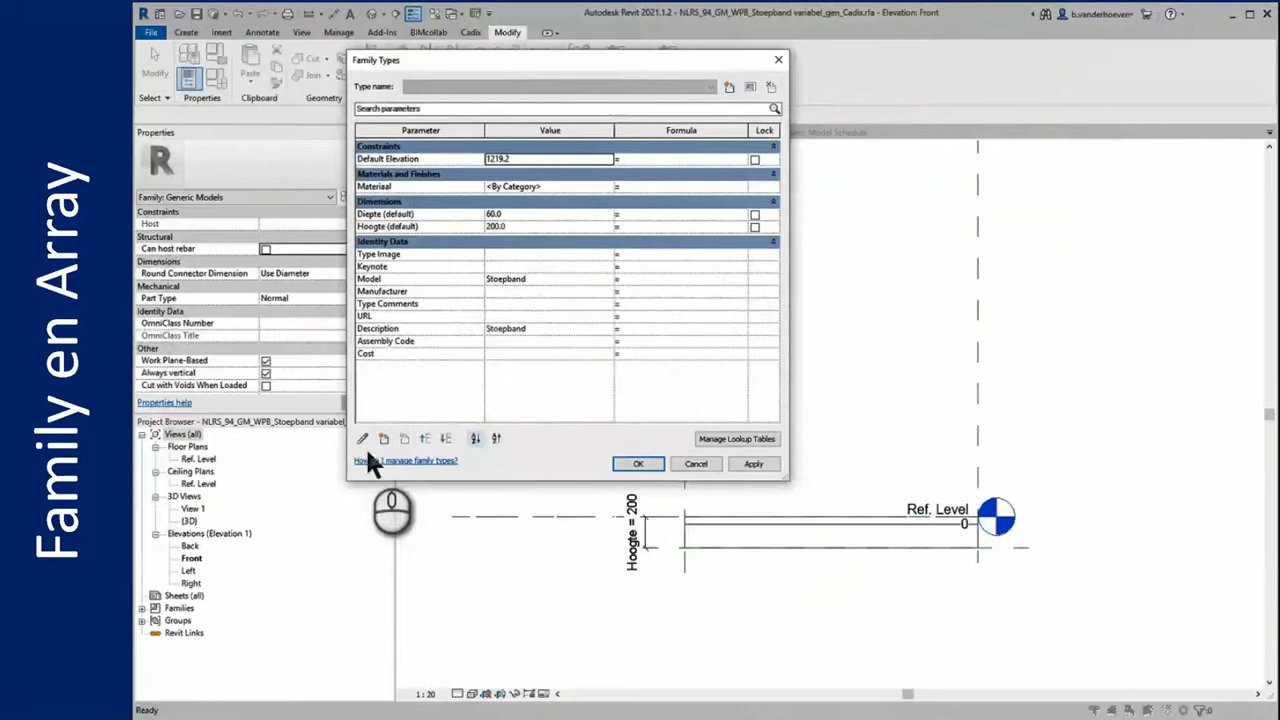 Family en Array
Autodesk Revit 2021.1.2 - NLRS_94_GM_WPB_Stoepband variabel_gen_Cadix.rfa - Elevation: Front
b.vanderhoeven
File Create Insert Annotate View Manage Add-Ins BIMcollab Cadix Modify
Modify
Paste
Cut
Join
Select Properties Clipboard Geometry
Properties
Family: Generic Models
Constraints
Host
Structural
Can host rebar
Dimensions
Round Connector Dimension Use Diameter
Mechanical
Part Type Normal
Identity Data
OmniClass Number
OmniClass Title
Other
Work Plane-Based
Always vertical
Cut with Voids When Loaded
Properties help
Project Browser - NLRS_94_GM_WPB_Stoepband variabel_
Views (all)
Floor Plans
Ref. Level
Ceiling Plans
Ref. Level
3D Views
View 1
{3D}
Elevations (Elevation 1)
Back
Front
Left
Right
Sheets (all)
Families
Groups
Revit Links
Family Types
Type name:
Search parameters
Parameter Value Formula Lock
Constraints
Default Elevation 1219.2 =
Materials and Finishes
Materiaal <By Category> =
Dimensions
Diepte (default) 60.0 =
Hoogte (default) 200.0 =
Identity Data
Type Image =
Keynote =
Model Stoepband =
Manufacturer =
Type Comments =
URL =
Description Stoepband =
Assembly Code =
Cost =
Manage Lookup Tables
I manage family types?
OK Cancel Apply
Model Schedule
Hoogte = 200
Ref. Level
0
1 : 20
Ready
:0